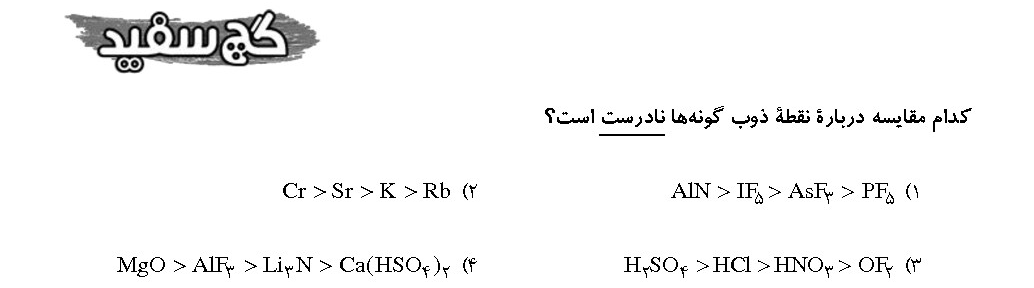 گچ سفید
کدام مقایسه دربارهٔ نقطهٔ ذوب گونه‌ها نادرست است؟
۱) AlN > IF۵ > AsF۳ > PF۵
۲) Cr > Sr > K > Rb
۳) H۲SO۴ > HCl > HNO۳ > OF۲
۴) MgO > AlF۳ > Li۳N > Ca(HSO۴)۲